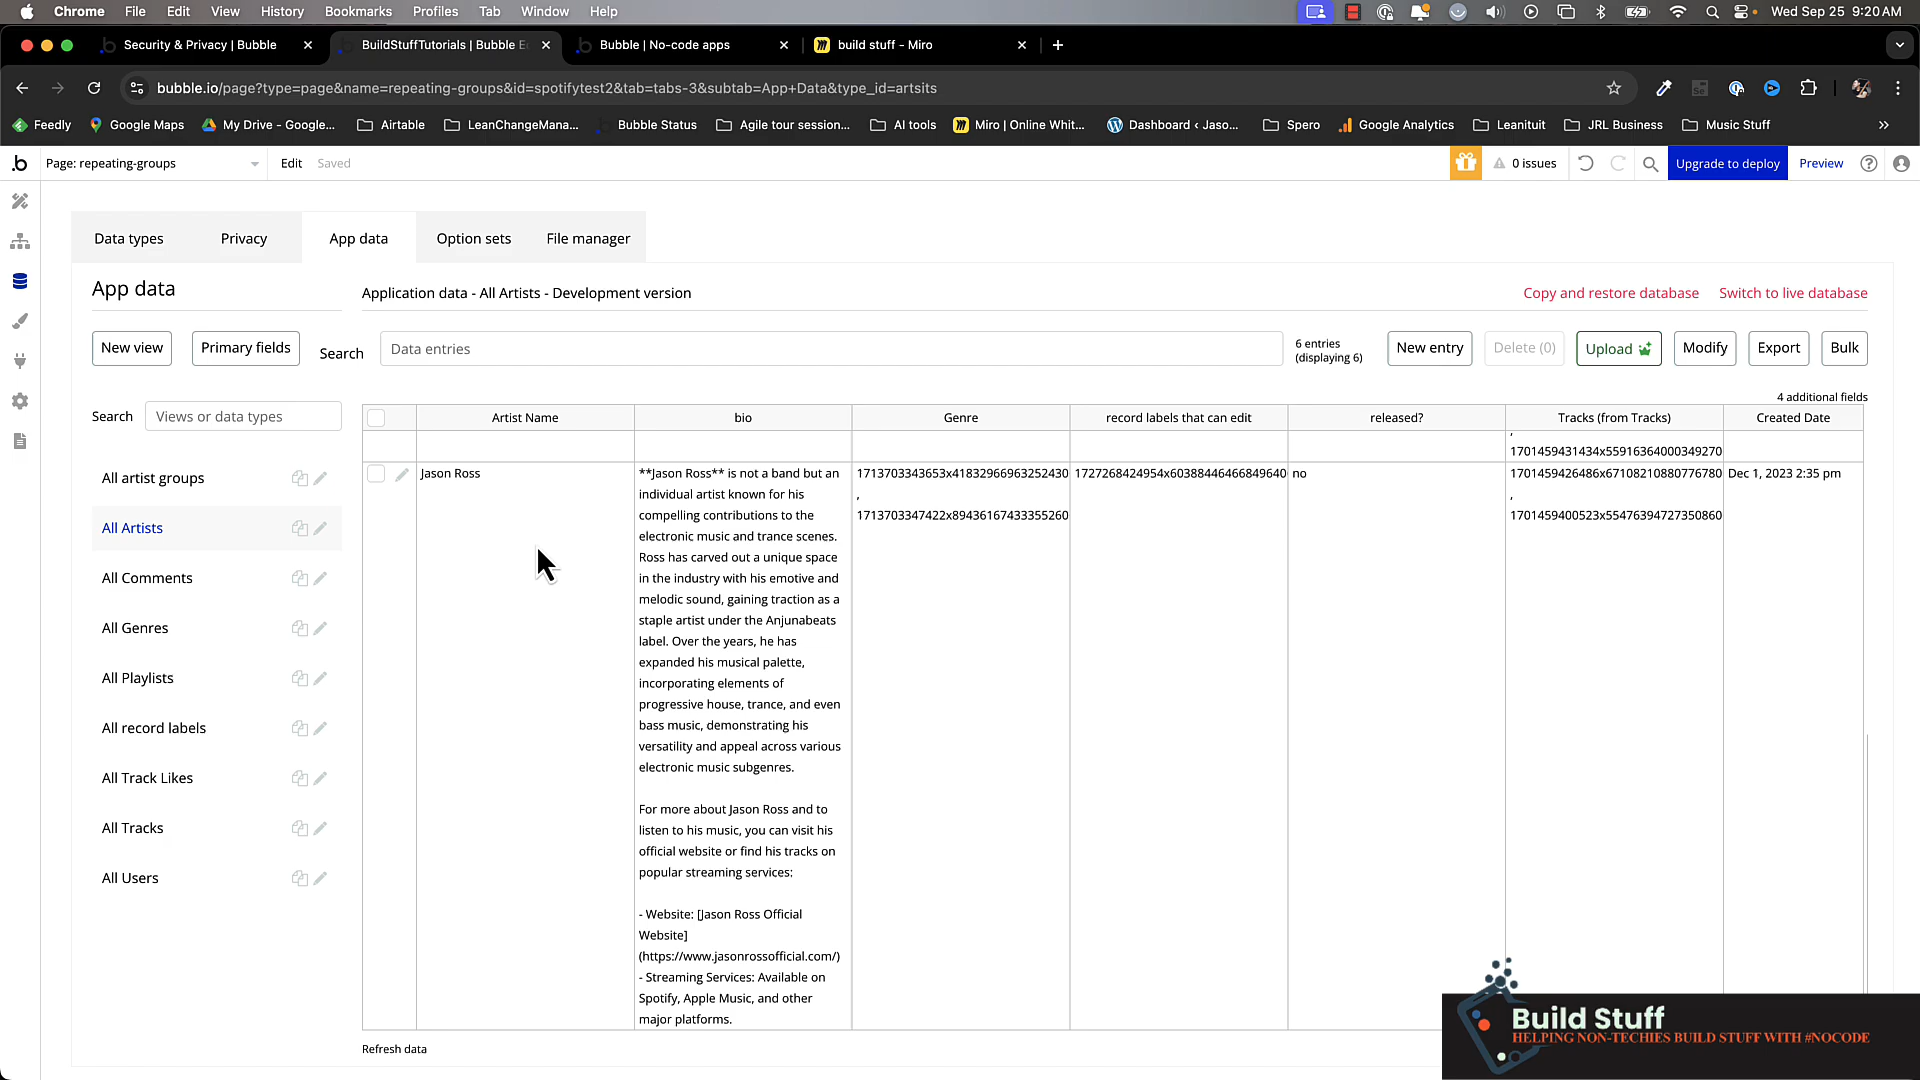 Chrome File Edit View History Bookmarks Profiles Tab Window Help Wed Sep 25 9:20 AM
Security & Privacy | Bubble BuildStuffTutorials | Bubble E Bubble | No-code apps build stuff - Miro
bubble.io/page?type=page&name=repeating-groups&id=spotifytest2&tab=tabs-3&subtab=App+Data&type_id=artsits
Feedly Google Maps My Drive - Google... Airtable LeanChangeMana... Bubble Status Agile tour session... AI tools Miro | Online Whit... Dashboard ‹ Jaso... Spero Google Analytics Leanituit JRL Business Music Stuff »
Page: repeating-groups Edit Saved 0 issues Upgrade to deploy Preview
Data types Privacy App data Option sets File manager
App data
Application data - All Artists - Development version
Copy and restore database Switch to live database
New view Primary fields Search Data entries
6 entries
(displaying 6)
New entry Delete (0) Upload Modify Export Bulk
4 additional fields
Search Views or data types
All artist groups
All Artists
All Comments
All Genres
All Playlists
All record labels
All Track Likes
All Tracks
All Users
Artist Name bio Genre record labels that can edit released? Tracks (from Tracks) Created Date
,
1701459431434x55916364000349270
Jason Ross
**Jason Ross** is not a band but an
individual artist known for his
compelling contributions to the
electronic music and trance scenes.
Ross has carved out a unique space
in the industry with his emotive and
melodic sound, gaining traction as a
staple artist under the Anjunabeats
label. Over the years, he has
expanded his musical palette,
incorporating elements of
progressive house, trance, and even
bass music, demonstrating his
versatility and appeal across various
electronic music subgenres.
For more about Jason Ross and to
listen to his music, you can visit his
official website or find his tracks on
popular streaming services:
- Website: [Jason Ross Official
Website]
(https://www.jasonrossofficial.com/)
- Streaming Services: Available on
Spotify, Apple Music, and other
major platforms.
1713703343653x41832966963252430
,
1713703347422x89436167433355260
1727268424954x60388446466849640
no
1701459426486x67108210880776780
,
1701459400523x55476394727350860
Dec 1, 2023 2:35 pm
Refresh data
Build Stuff
HELPING NON-TECHIES BUILD STUFF WITH #NOCODE